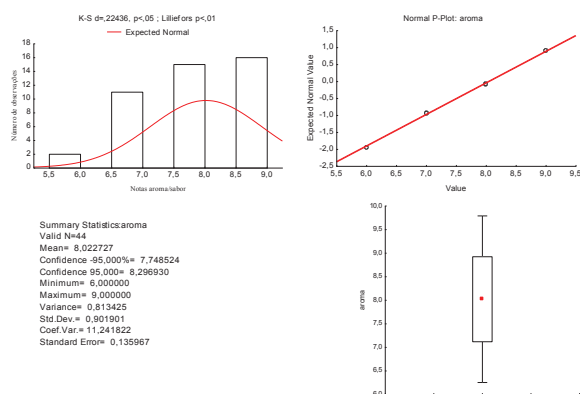 K-S d=,22436, p<,05 ; Lilliefors p<,01
Expected Normal
Número de observações
18
16
14
12
10
8
6
4
2
0
5,5 6,0 6,5 7,0 7,5 8,0 8,5 9,0
Notas aroma/sabor
Normal P-Plot: aroma
Expected Normal Value
1,5
1,0
0,5
0,0
-0,5
-1,0
-1,5
-2,0
-2,5
5,5 6,0 6,5 7,0 7,5 8,0 8,5 9,0 9,5
Value
Summary Statistics:aroma
Valid N=44
Mean= 8,022727
Confidence -95,000%= 7,748524
Confidence 95,000= 8,296930
Minimum= 6,000000
Maximum= 9,000000
Variance= 0,813425
Std.Dev.= 0,901901
Coef.Var.= 11,241822
Standard Error= 0,135967
aroma
10,0
9,5
9,0
8,5
8,0
7,5
7,0
6,5
6,0